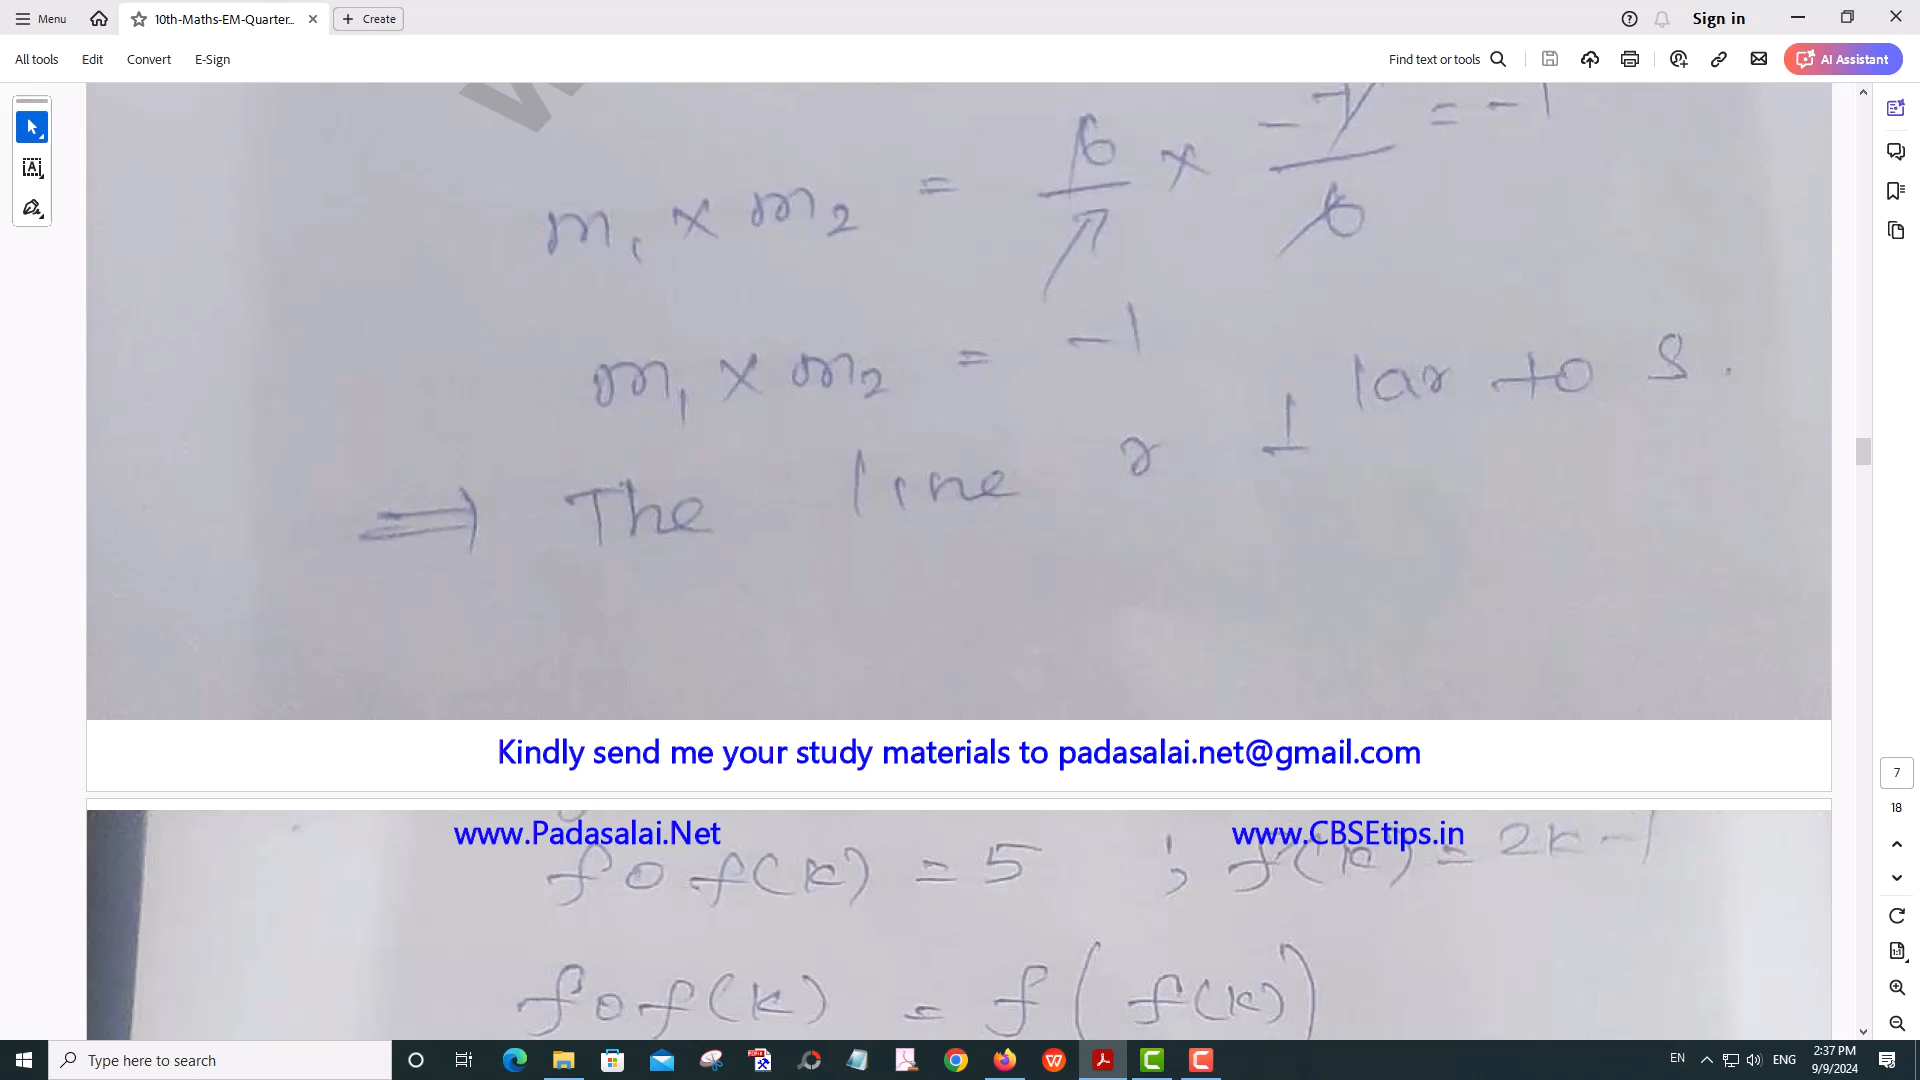 Menu
10th-Maths-EM-Quarter...
Create
Sign in
All tools Edit Convert E-Sign
Find text or tools
AI Assistant
m₁ × m₂ = 6/7 × -7/6 = -1
m₁ × m₂ = -1
⟹ The line r ⊥ lar to S.
Kindly send me your study materials to padasalai.net@gmail.com
www.Padasalai.Net www.CBSEtips.in
fof(k) = 5 ; f(k) = 2k-1
fof(k) = f(f(k))
7
18
Type here to search
EN
ENG
2:37 PM
9/9/2024